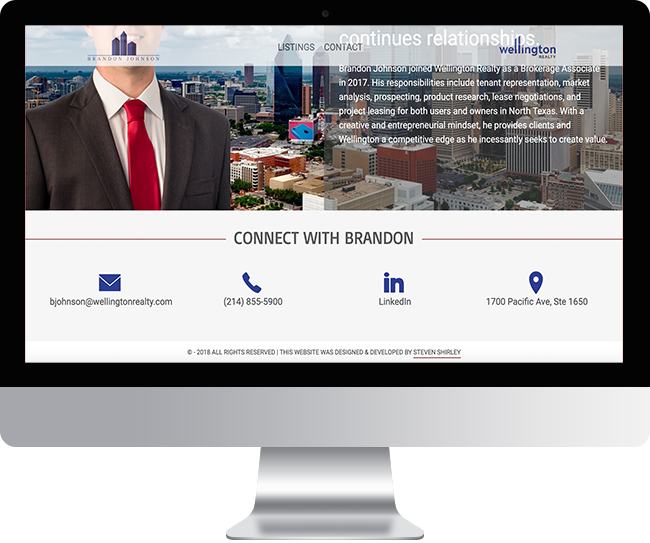 continues relationships.
LISTINGS CONTACT
BRANDON JOHNSON
wellington
REALTY
Brandon Johnson joined Wellington Realty as a Brokerage Associate
in 2017. His responsibilities include tenant representation, market
analysis, prospecting, product research, lease negotiations, and
project leasing for both users and owners in North Texas. With a
creative and entrepreneurial mindset, he provides clients and
Wellington a competitive edge as he incessantly seeks to create value.
CONNECT WITH BRANDON
bjohnson@wellingtonrealty.com
(214) 855-5900
LinkedIn
1700 Pacific Ave, Ste 1650
© - 2018 ALL RIGHTS RESERVED | THIS WEBSITE WAS DESIGNED & DEVELOPED BY STEVEN SHIRLEY